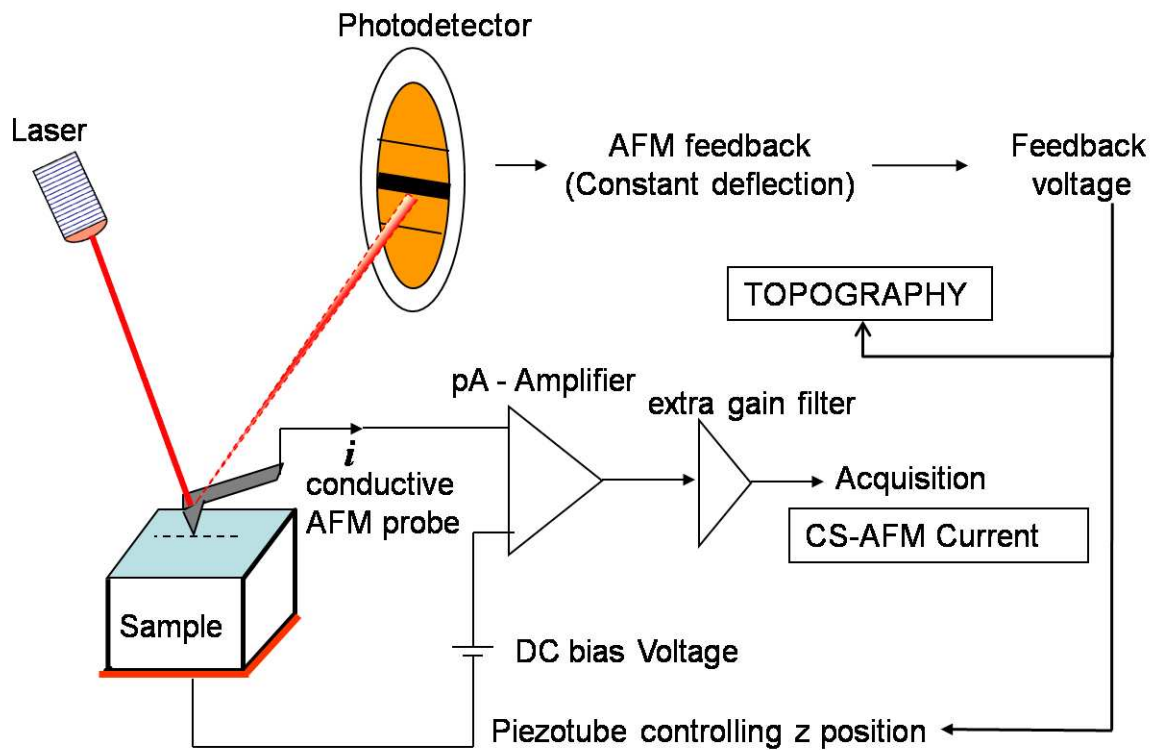 Photodetector
Laser
AFM feedback
(Constant deflection)
Feedback
voltage
TOPOGRAPHY
pA - Amplifier
extra gain filter
i
conductive
AFM probe
Acquisition
CS-AFM Current
Sample
DC bias Voltage
Piezotube controlling z position